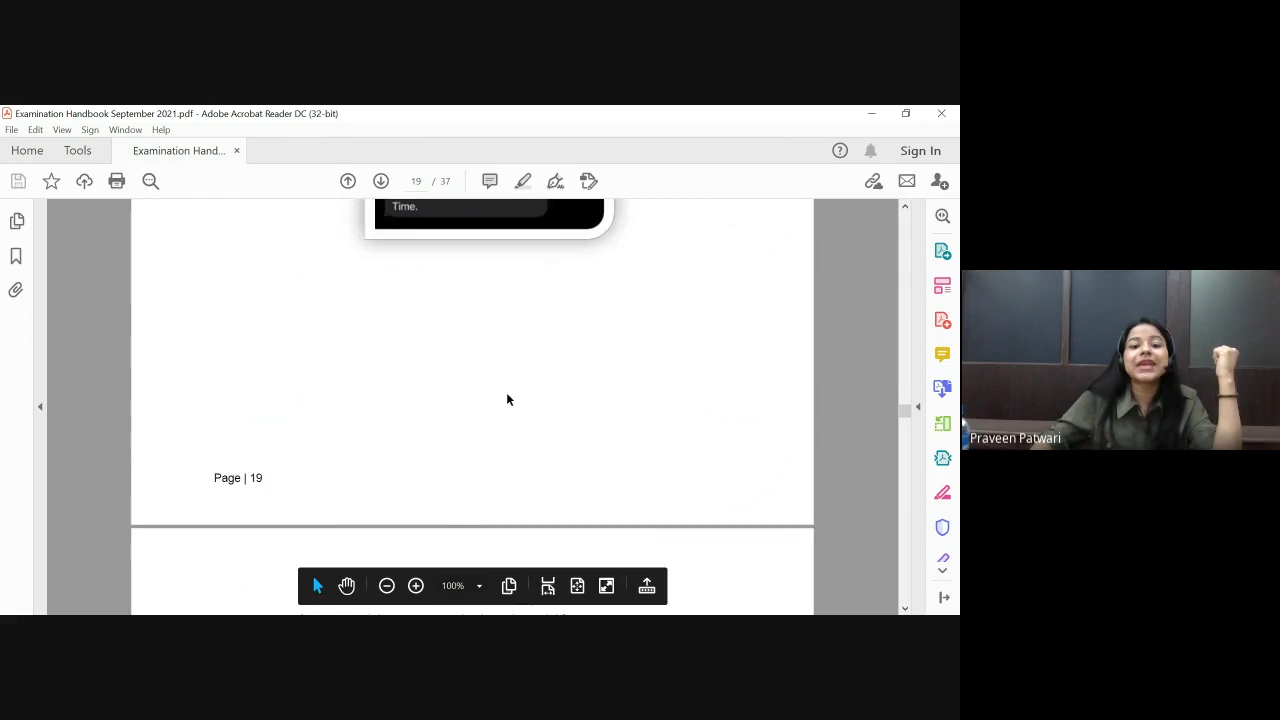 Examination Handbook September 2021.pdf - Adobe Acrobat Reader DC (32-bit)
File Edit View Sign Window Help
Home Tools Examination Hand... × Sign In
19 / 37
Time.
Page | 19
100%
Praveen Patwari